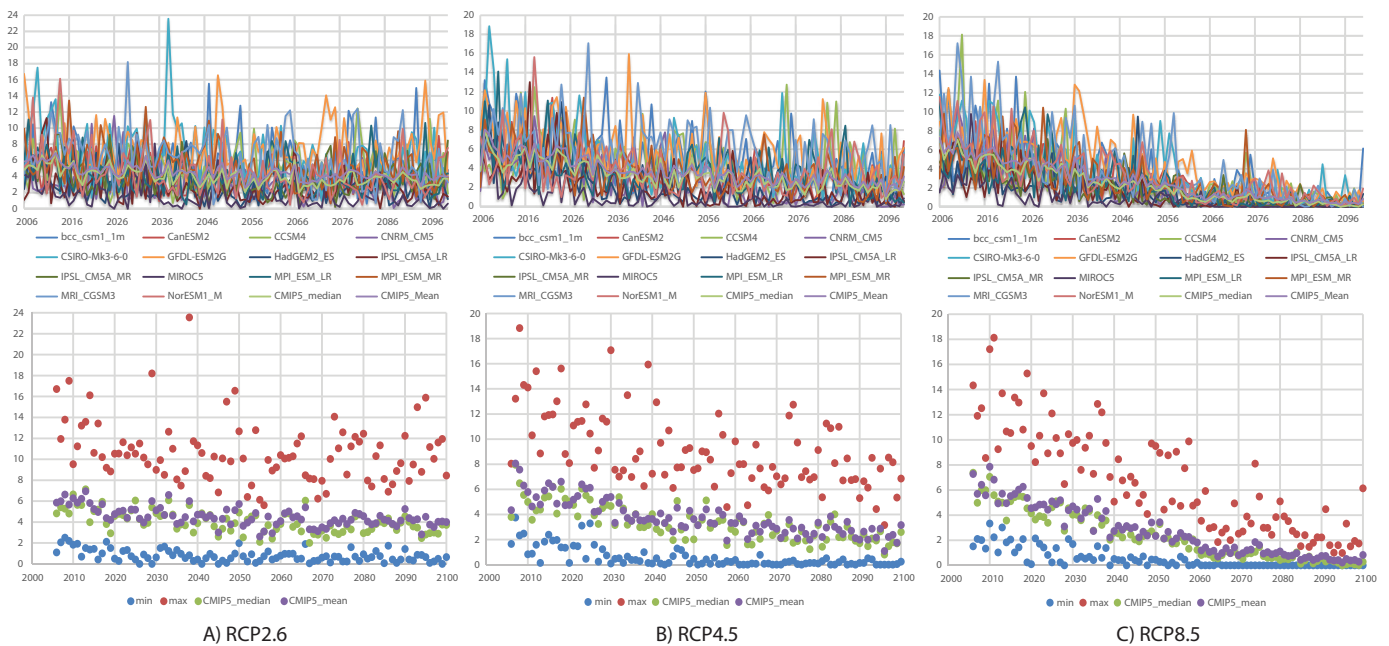 24
22
20
18
16
14
12
10
8
6
4
2
0
2006 2016 2026 2036 2046 2056 2066 2076 2086 2096
bcc_csm1_1m CanESM2 CCSM4 CNRM_CM5
CSIRO-Mk3-6-0 GFDL-ESM2G HadGEM2_ES IPSL_CM5A_LR
IPSL_CM5A_MR MIROC5 MPI_ESM_LR MPI_ESM_MR
MRI_CGSM3 NorESM1_M CMIP5_median CMIP5_Mean
20
18
16
14
12
10
8
6
4
2
0
2006 2016 2026 2036 2046 2056 2066 2076 2086 2096
bcc_csm1_1m CanESM2 CCSM4 CNRM_CM5
CSIRO-Mk3-6-0 GFDL-ESM2G HadGEM2_ES IPSL_CM5A_LR
IPSL_CM5A_MR MIROC5 MPI_ESM_LR MPI_ESM_MR
MRI_CGSM3 NorESM1_M CMIP5_median CMIP5_Mean
20
18
16
14
12
10
8
6
4
2
0
2006 2016 2026 2036 2046 2056 2066 2076 2086 2096
bcc_csm1_1m CanESM2 CCSM4 CNRM_CM5
CSIRO-Mk3-6-0 GFDL-ESM2G HadGEM2_ES IPSL_CM5A_LR
IPSL_CM5A_MR MIROC5 MPI_ESM_LR MPI_ESM_MR
MRI_CGSM3 NorESM1_M CMIP5_median CMIP5_Mean
24
22
20
18
16
14
12
10
8
6
4
2
0
2000 2010 2020 2030 2040 2050 2060 2070 2080 2090 2100
min max CMIP5_median CMIP5_mean
A) RCP2.6
20
18
16
14
12
10
8
6
4
2
0
2000 2010 2020 2030 2040 2050 2060 2070 2080 2090 2100
min max CMIP5_median CMIP5_mean
B) RCP4.5
20
18
16
14
12
10
8
6
4
2
0
2000 2010 2020 2030 2040 2050 2060 2070 2080 2090 2100
min max CMIP5_median CMIP5_mean
C) RCP8.5